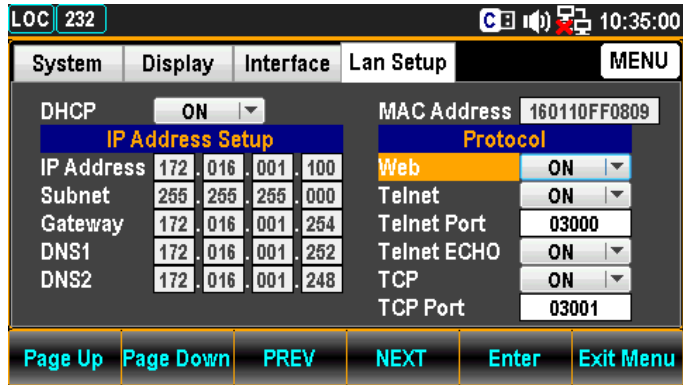 LOC 232 C 10:35:00
System Display Interface Lan Setup MENU
DHCP ON MAC Address 160110FF0809
IP Address Setup Protocol
IP Address 172 . 016 . 001 . 100 Web ON
Subnet 255 . 255 . 255 . 000 Telnet ON
Gateway 172 . 016 . 001 . 254 Telnet Port 03000
DNS1 172 . 016 . 001 . 252 Telnet ECHO ON
DNS2 172 . 016 . 001 . 248 TCP ON
TCP Port 03001
Page Up Page Down PREV NEXT Enter Exit Menu